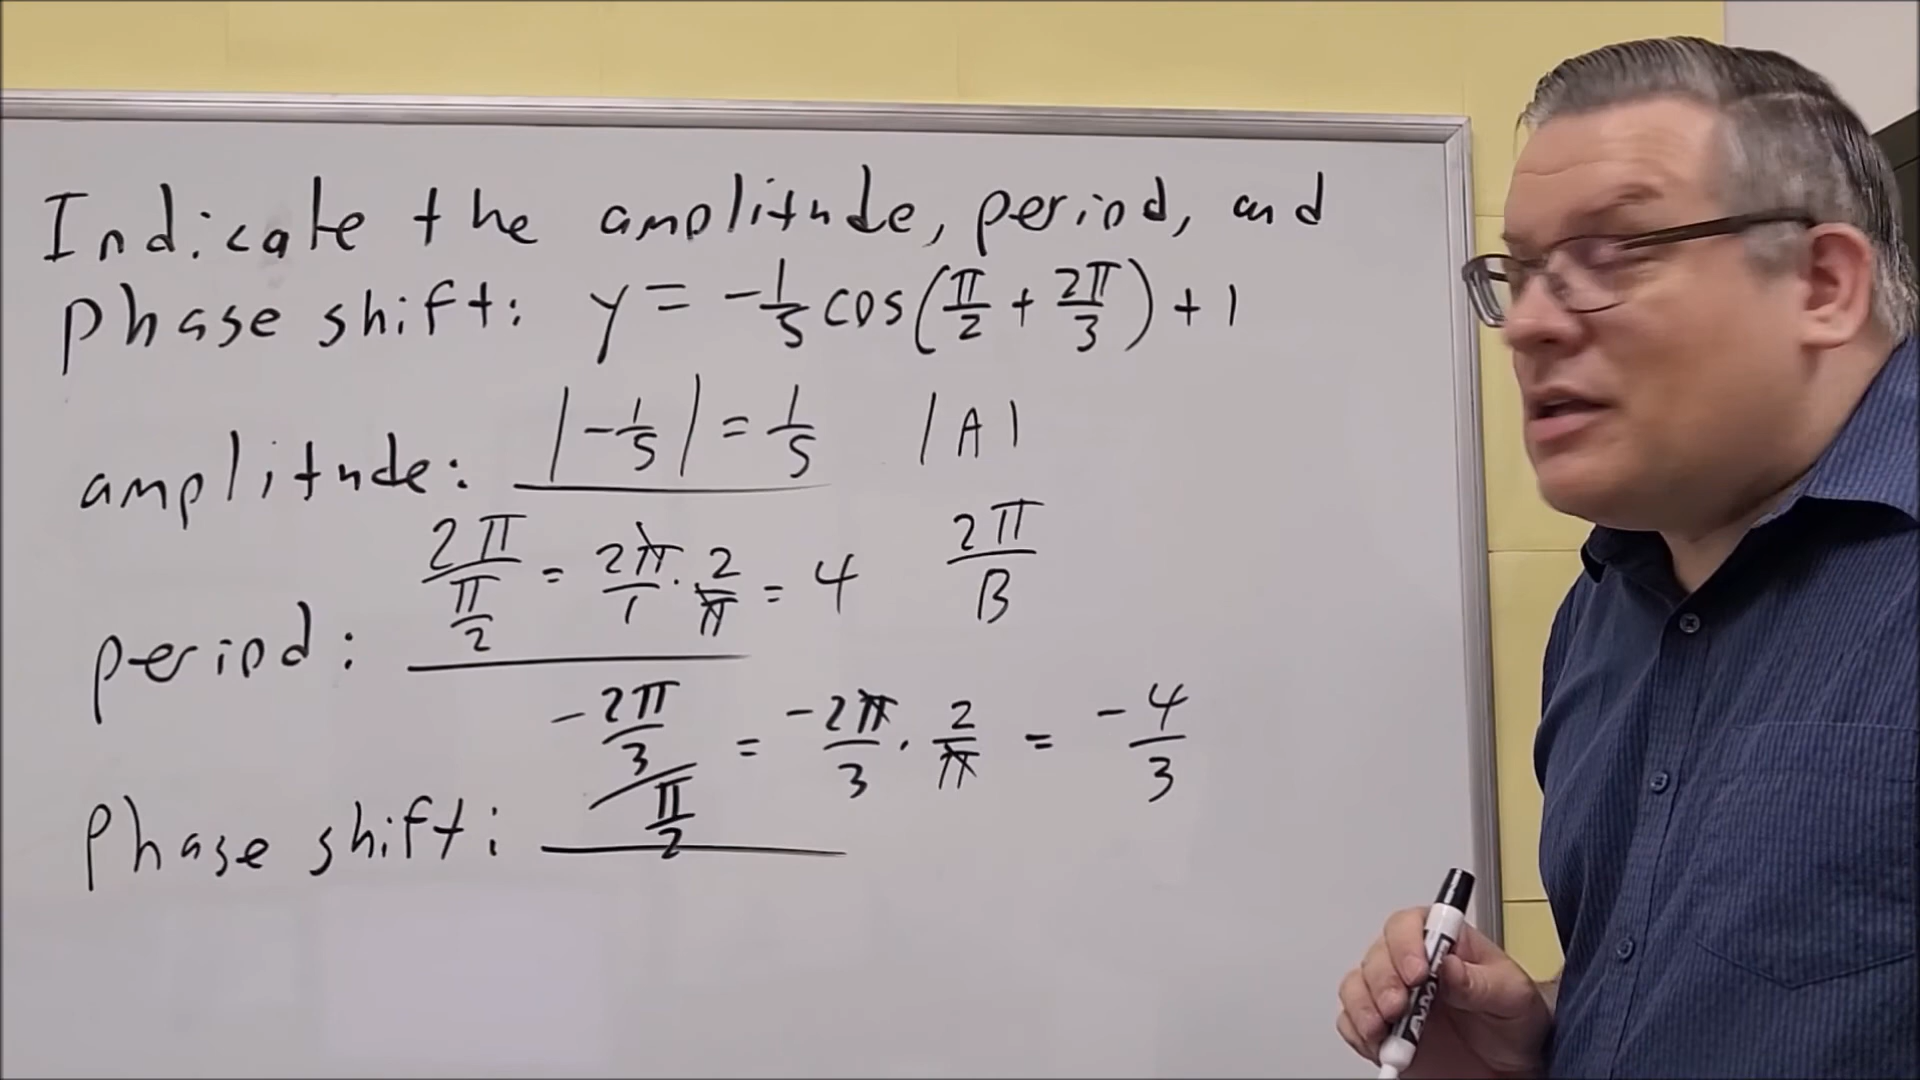 Indicate the amplitude, period, and
phase shift: y = -1/5 cos(π/2 + 2π/3) + 1
amplitude: |-1/5| = 1/5 |A|
period: 2π/(π/2) = 2π/1 · 2/π = 4 2π/B
Phase shift: (-2π/3)/(π/2) = -2π/3 · 2/π = -4/3